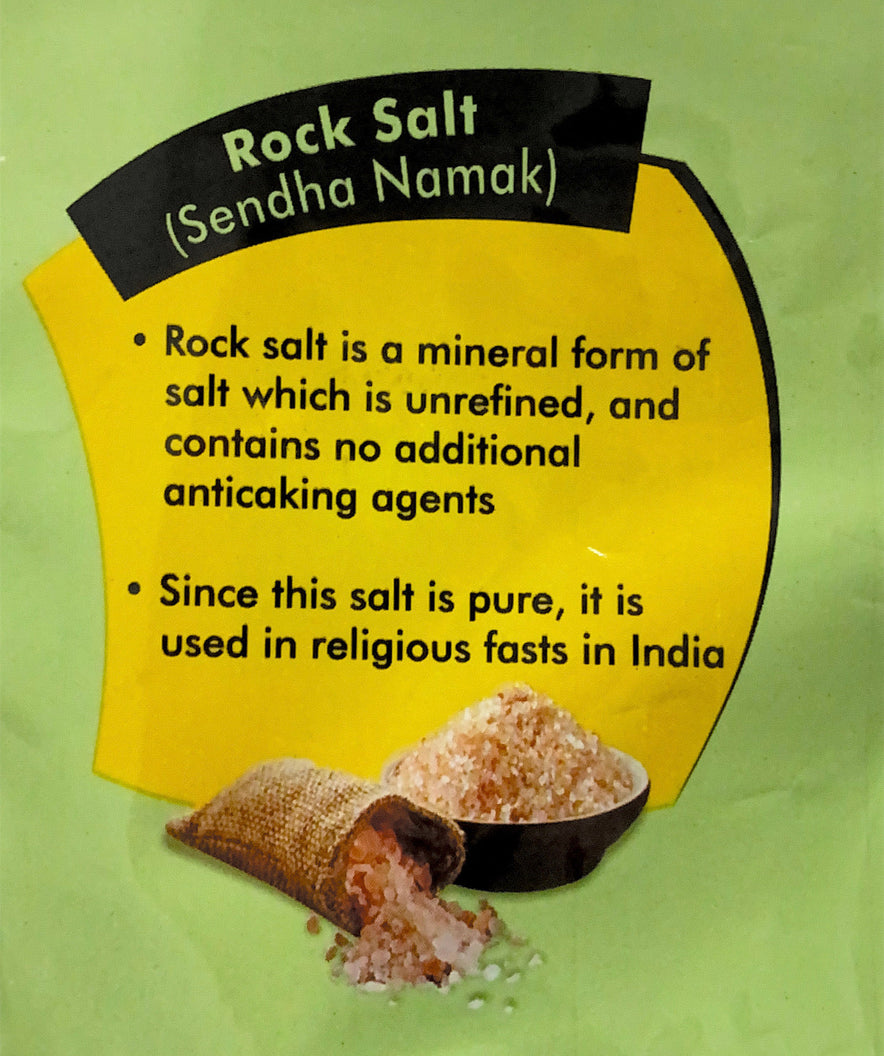 Rock Salt
(Sendha Namak)
• Rock salt is a mineral form of
salt which is unrefined, and
contains no additional
anticaking agents
• Since this salt is pure, it is
used in religious fasts in India